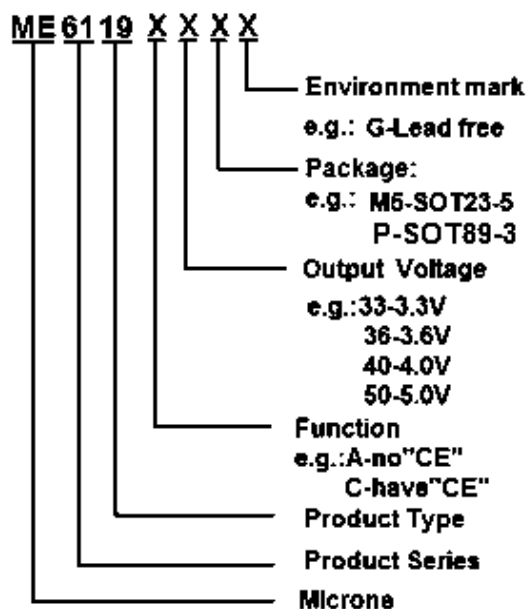 ME6119XXXX
Environment mark
e.g.: G-Lead free
Package:
e.g.: M5-SOT23-5
P-SOT89-3
Output Voltage
e.g.:33-3.3V
36-3.6V
40-4.0V
50-5.0V
Function
e.g.:A-no"CE"
C-have"CE"
Product Type
Product Series
Microne